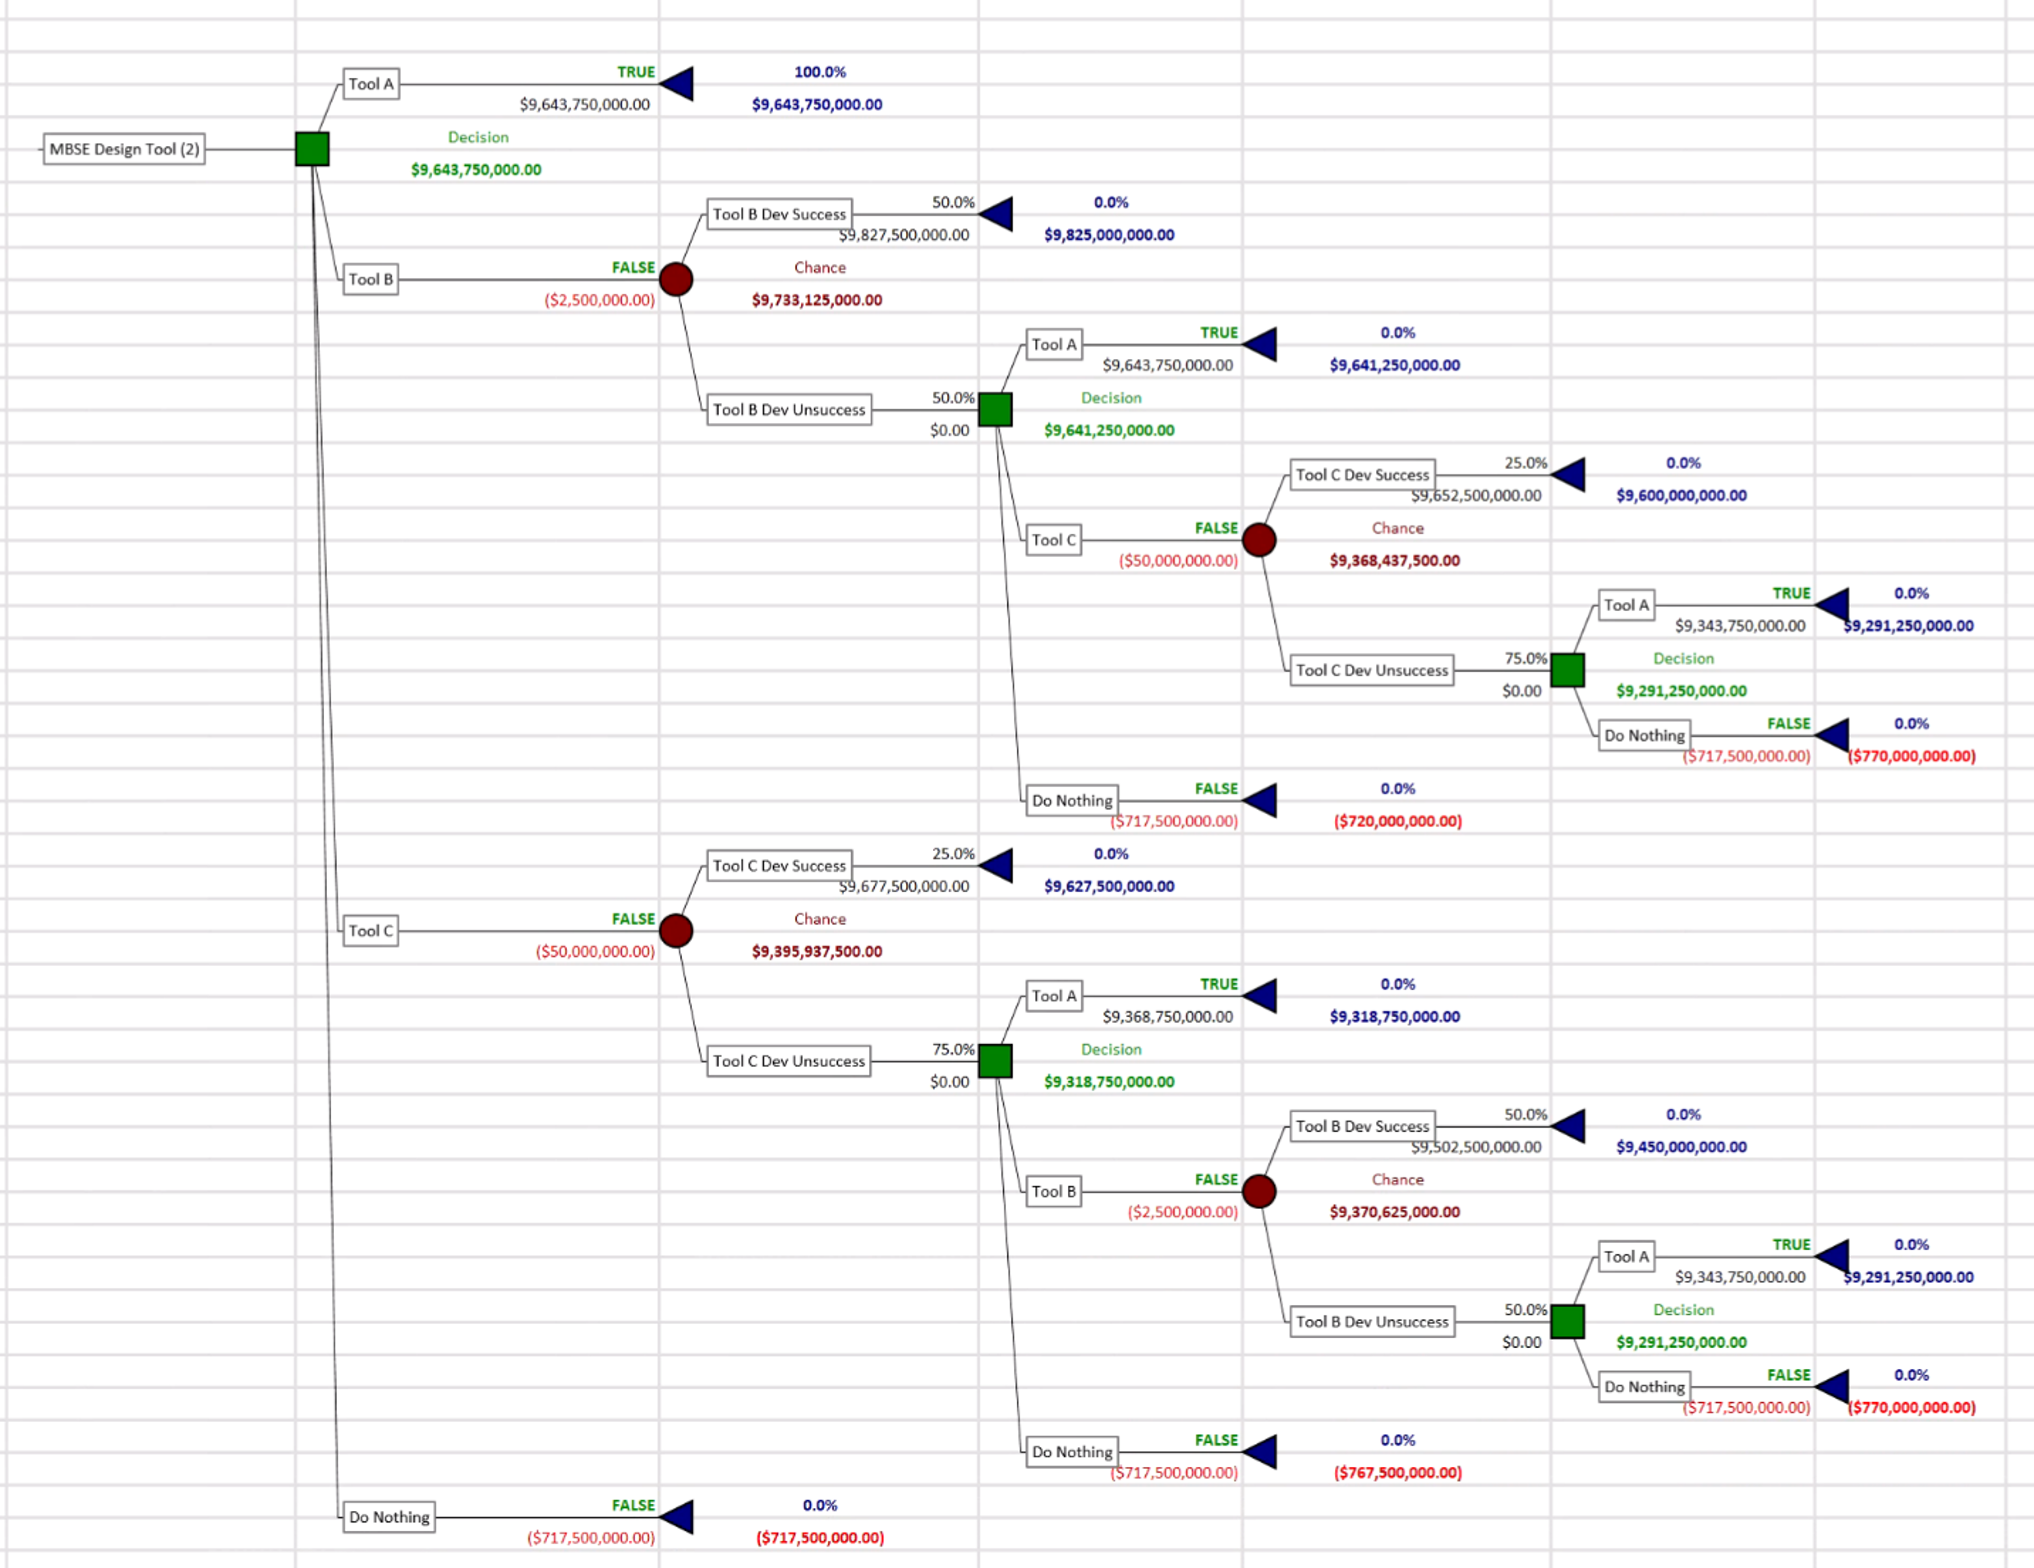 TRUE 100.0%
Tool A
$9,643,750,000.00 $9,643,750,000.00
Decision
MBSE Design Tool (2)
$9,643,750,000.00
50.0% 0.0%
Tool B Dev Success
$9,827,500,000.00 $9,825,000,000.00
FALSE Chance
Tool B
($2,500,000.00) $9,733,125,000.00
TRUE 0.0%
Tool A
$9,643,750,000.00 $9,641,250,000.00
50.0% Decision
Tool B Dev Unsuccess
$0.00 $9,641,250,000.00
25.0% 0.0%
Tool C Dev Success
$9,652,500,000.00 $9,600,000,000.00
FALSE Chance
Tool C
($50,000,000.00) $9,368,437,500.00
TRUE 0.0%
Tool A
$9,343,750,000.00 $9,291,250,000.00
75.0% Decision
Tool C Dev Unsuccess
$0.00 $9,291,250,000.00
FALSE 0.0%
Do Nothing
($717,500,000.00) ($770,000,000.00)
FALSE 0.0%
Do Nothing
($717,500,000.00) ($720,000,000.00)
25.0% 0.0%
Tool C Dev Success
$9,677,500,000.00 $9,627,500,000.00
FALSE Chance
Tool C
($50,000,000.00) $9,395,937,500.00
TRUE 0.0%
Tool A
$9,368,750,000.00 $9,318,750,000.00
75.0% Decision
Tool C Dev Unsuccess
$0.00 $9,318,750,000.00
50.0% 0.0%
Tool B Dev Success
$9,502,500,000.00 $9,450,000,000.00
FALSE Chance
Tool B
($2,500,000.00) $9,370,625,000.00
TRUE 0.0%
Tool A
$9,343,750,000.00 $9,291,250,000.00
50.0% Decision
Tool B Dev Unsuccess
$0.00 $9,291,250,000.00
FALSE 0.0%
Do Nothing
($717,500,000.00) ($770,000,000.00)
FALSE 0.0%
Do Nothing
($717,500,000.00) ($767,500,000.00)
FALSE 0.0%
Do Nothing
($717,500,000.00) ($717,500,000.00)